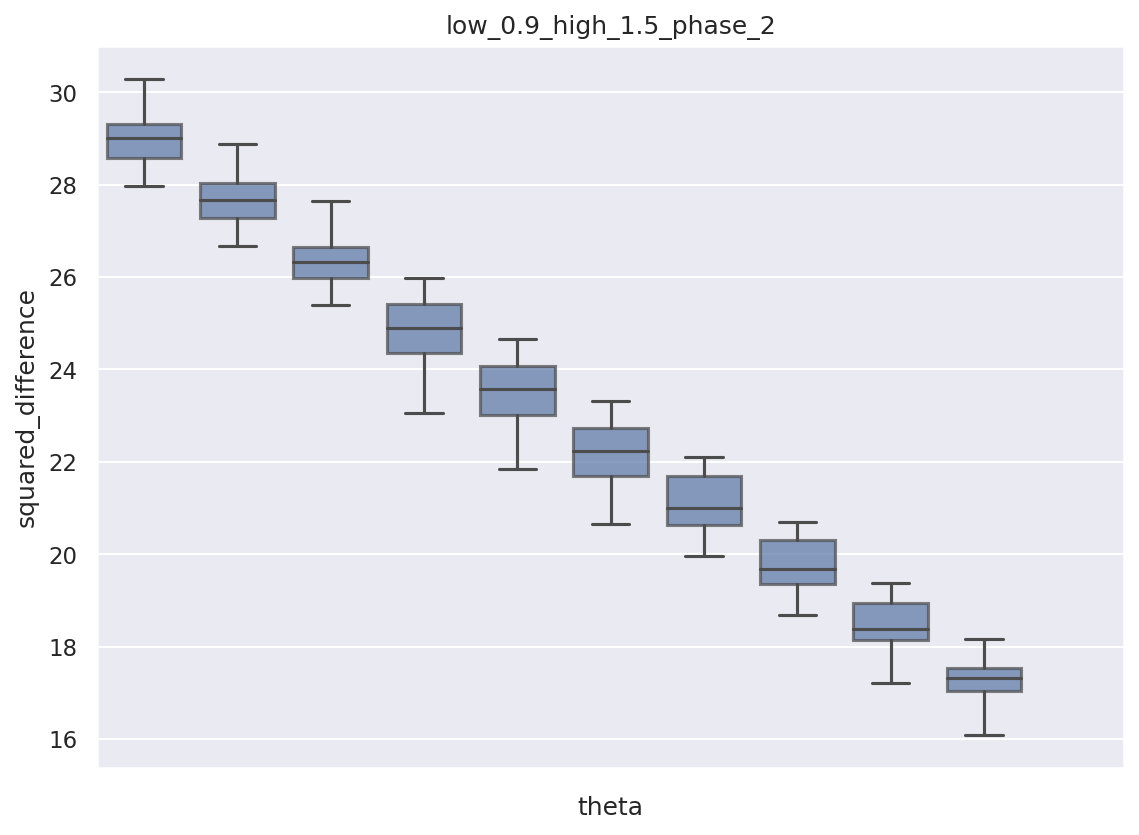 low_0.9_high_1.5_phase_2
30
28
26
24
22
20
18
16
squared_difference
theta